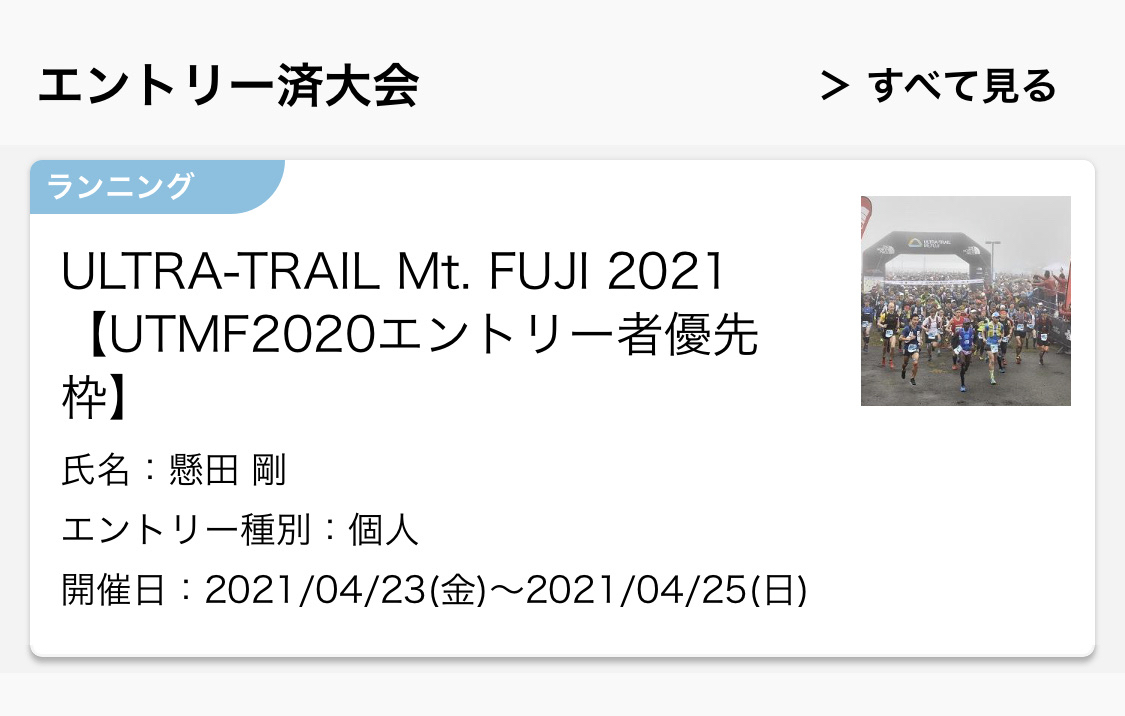 エントリー済大会
＞ すべて見る
ランニング
ULTRA-TRAIL Mt. FUJI 2021
【UTMF2020エントリー者優先
枠】
氏名：懸田 剛
エントリー種別：個人
開催日：2021/04/23(金)〜2021/04/25(日)